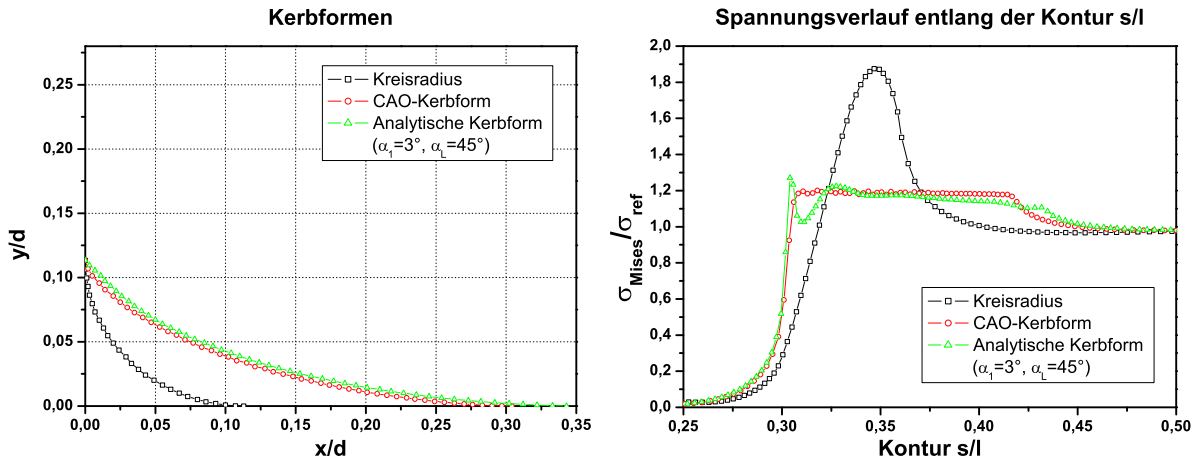 Kerbformen
0,25
0,20
0,15
0,10
0,05
0,00
y/d
Kreisradius
CAO-Kerbform
Analytische Kerbform
(α₁=3°, α_L=45°)
0,00 0,05 0,10 0,15 0,20 0,25 0,30 0,35
x/d
Spannungsverlauf entlang der Kontur s/l
2,0
1,8
1,6
1,4
1,2
1,0
0,8
0,6
0,4
0,2
0,0
σ_Mises/σ_ref
Kreisradius
CAO-Kerbform
Analytische Kerbform
(α₁=3°, α_L=45°)
0,25 0,30 0,35 0,40 0,45 0,50
Kontur s/l